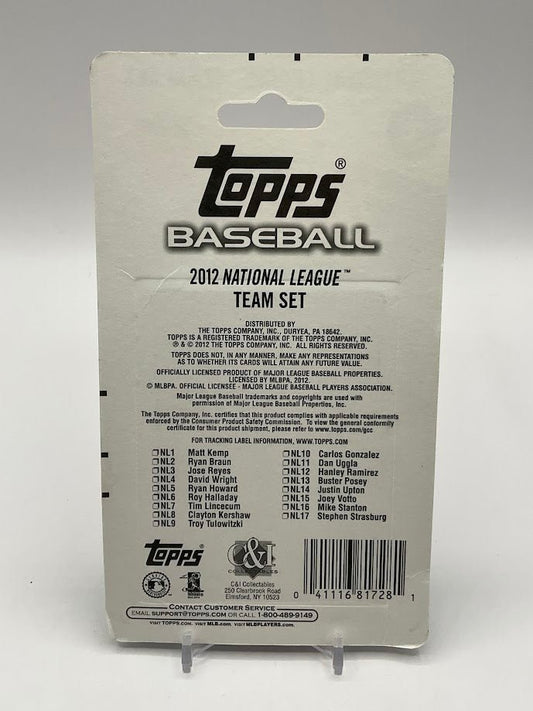 Topps®
BASEBALL
2012 NATIONAL LEAGUE™
TEAM SET
DISTRIBUTED BY
THE TOPPS COMPANY, INC., DURYEA, PA 18642.
TOPPS IS A REGISTERED TRADEMARK OF THE TOPPS COMPANY, INC.
® & © 2012 THE TOPPS COMPANY, INC. ALL RIGHTS RESERVED.
TOPPS DOES NOT, IN ANY MANNER, MAKE ANY REPRESENTATIONS
AS TO WHETHER ITS CARDS WILL ATTAIN ANY FUTURE VALUE.
OFFICIALLY LICENSED PRODUCT OF MAJOR LEAGUE BASEBALL PROPERTIES.
LICENSED BY MLBPA, 2012.
© MLBPA. OFFICIAL LICENSEE - MAJOR LEAGUE BASEBALL PLAYERS ASSOCIATION.
Major League Baseball trademarks and copyrights are used with
permission of Major League Baseball Properties, Inc.
The Topps Company, Inc. certifies that this product complies with applicable requirements
enforced by the Consumer Product Safety Commission. To view the general conformity
certificate for this product shipment, please refer to www.topps.com/gcc
FOR TRACKING LABEL INFORMATION, WWW.TOPPS.COM
NL1 Matt Kemp
NL2 Ryan Braun
NL3 Jose Reyes
NL4 David Wright
NL5 Ryan Howard
NL6 Roy Halladay
NL7 Tim Lincecum
NL8 Clayton Kershaw
NL9 Troy Tulowitzki
NL10 Carlos Gonzalez
NL11 Dan Uggla
NL12 Hanley Ramirez
NL13 Buster Posey
NL14 Justin Upton
NL15 Joey Votto
NL16 Mike Stanton
NL17 Stephen Strasburg
Topps®
C&I
COLLECTABLES
C&I Collectables
250 Clearbrook Road
Elmsford, NY 10523
0 41116 81728 1
CONTACT CUSTOMER SERVICE
EMAIL SUPPORT@TOPPS.COM OR CALL 1-800-489-9149
VISIT TOPPS.COM. VISIT MLB.COM. VISIT MLBPLAYERS.COM.